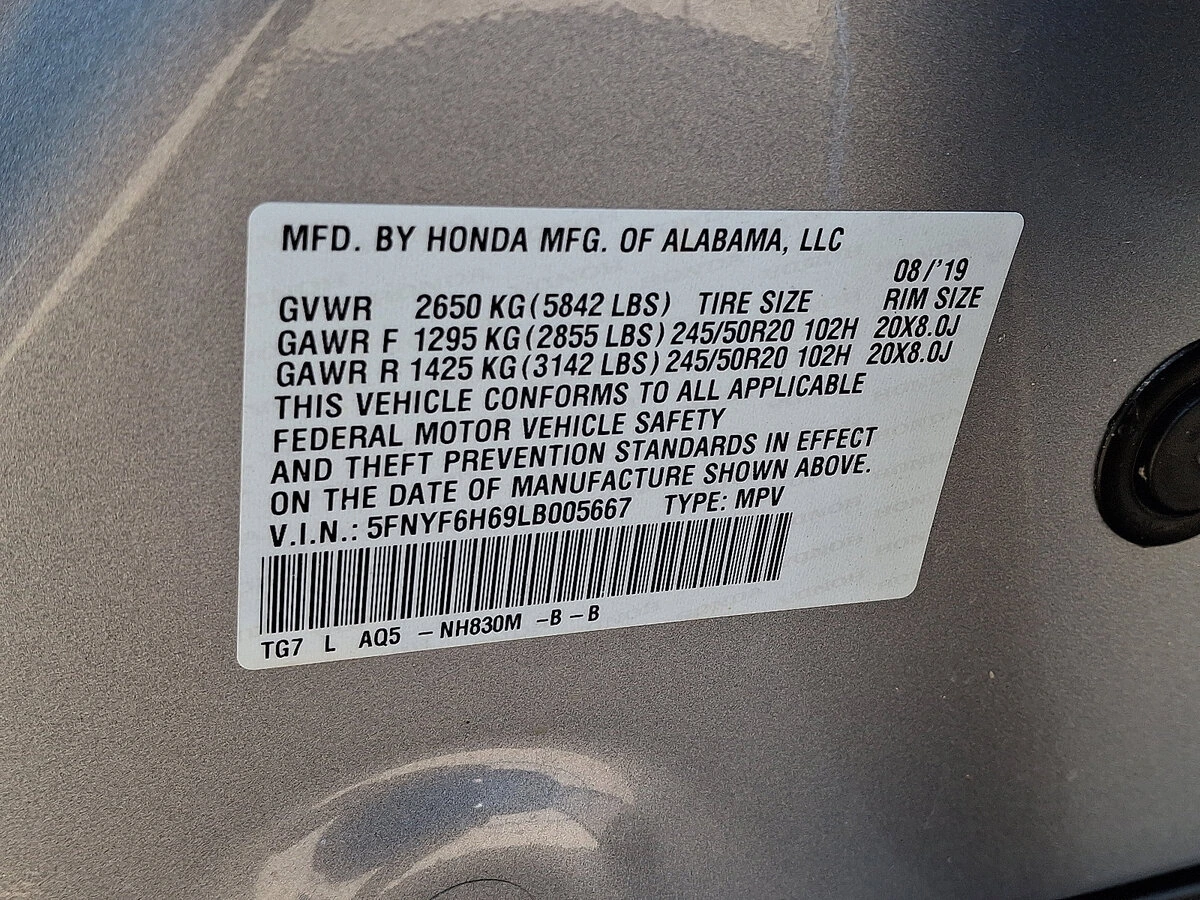 MFD. BY HONDA MFG. OF ALABAMA, LLC
08/'19
GVWR 2650 KG (5842 LBS) TIRE SIZE RIM SIZE
GAWR F 1295 KG (2855 LBS) 245/50R20 102H 20X8.0J
GAWR R 1425 KG (3142 LBS) 245/50R20 102H 20X8.0J
THIS VEHICLE CONFORMS TO ALL APPLICABLE
FEDERAL MOTOR VEHICLE SAFETY
AND THEFT PREVENTION STANDARDS IN EFFECT
ON THE DATE OF MANUFACTURE SHOWN ABOVE.
V.I.N.: 5FNYF6H69LB005667 TYPE: MPV
TG7 L AQ5 - NH830M - B - B